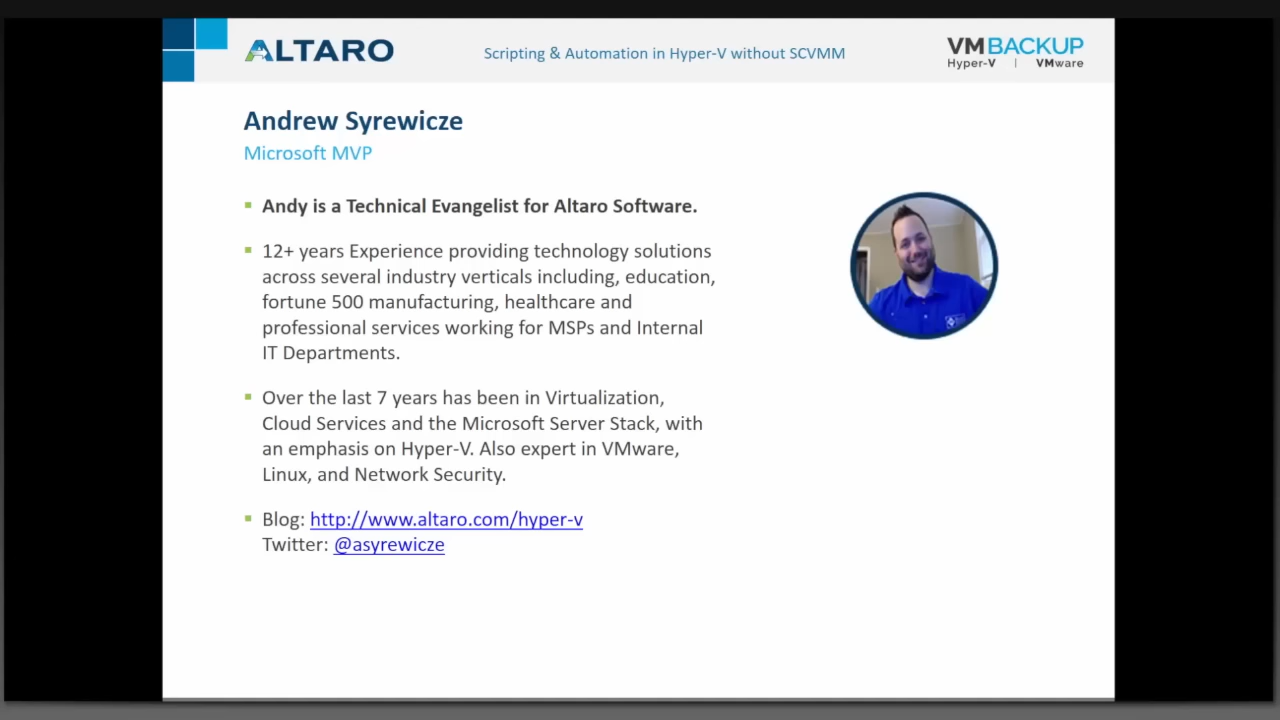 ALTARO
Scripting & Automation in Hyper-V without SCVMM
VMBACKUP
Hyper-V | VMware
Andrew Syrewicze
Microsoft MVP
Andy is a Technical Evangelist for Altaro Software.
12+ years Experience providing technology solutions
across several industry verticals including, education,
fortune 500 manufacturing, healthcare and
professional services working for MSPs and Internal
IT Departments.
Over the last 7 years has been in Virtualization,
Cloud Services and the Microsoft Server Stack, with
an emphasis on Hyper-V. Also expert in VMware,
Linux, and Network Security.
Blog: http://www.altaro.com/hyper-v
Twitter: @asyrewicze